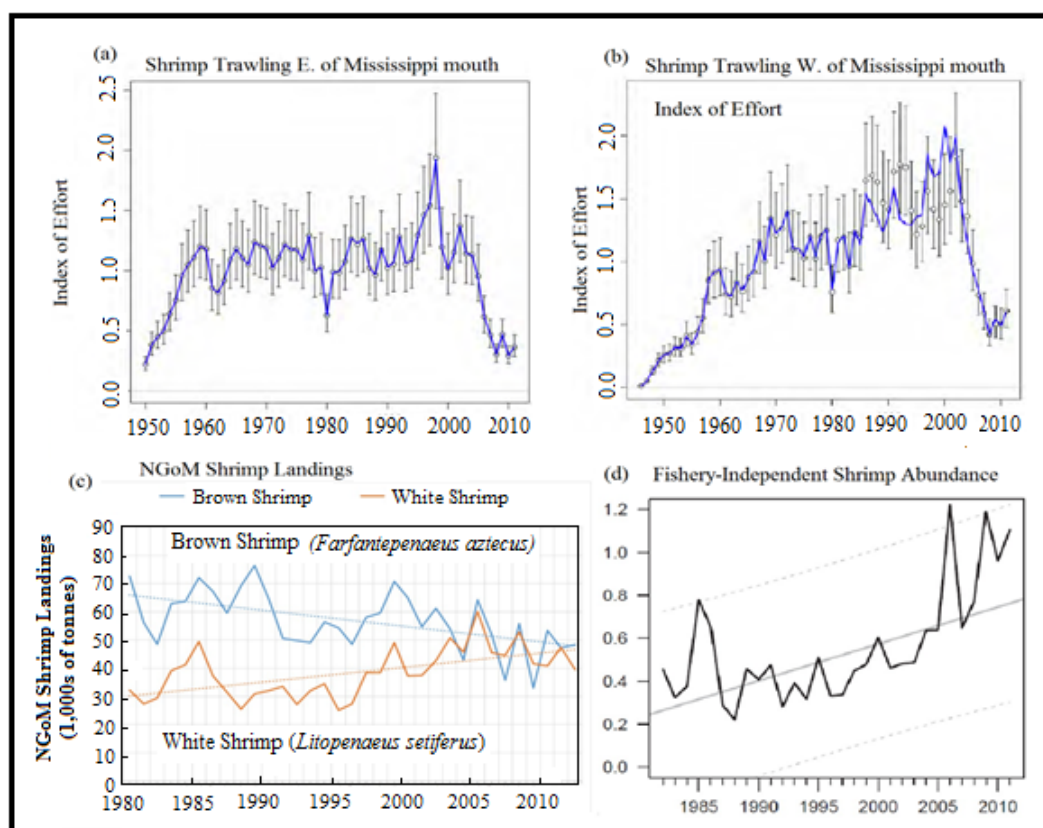 (a)
Shrimp Trawling E. of Mississippi mouth
Index of Effort
2.5
2.0
1.5
1.0
0.5
0.0
1950 1960 1970 1980 1990 2000 2010
(b)
Shrimp Trawling W. of Mississippi mouth
Index of Effort
Index of Effort
2.0
1.5
1.0
0.5
0.0
1950 1960 1970 1980 1990 2000 2010
(c)
NGoM Shrimp Landings
Brown Shrimp White Shrimp
NGoM Shrimp Landings
(1,000s of tonnes)
90
80
70
60
50
40
30
20
10
0
Brown Shrimp (Farfantepenaeus aztecus)
White Shrimp (Litopenaeus setiferus)
1980 1985 1990 1995 2000 2005 2010
(d)
Fishery-Independent Shrimp Abundance
1.2
1.0
0.8
0.6
0.4
0.2
0.0
1985 1990 1995 2000 2005 2010